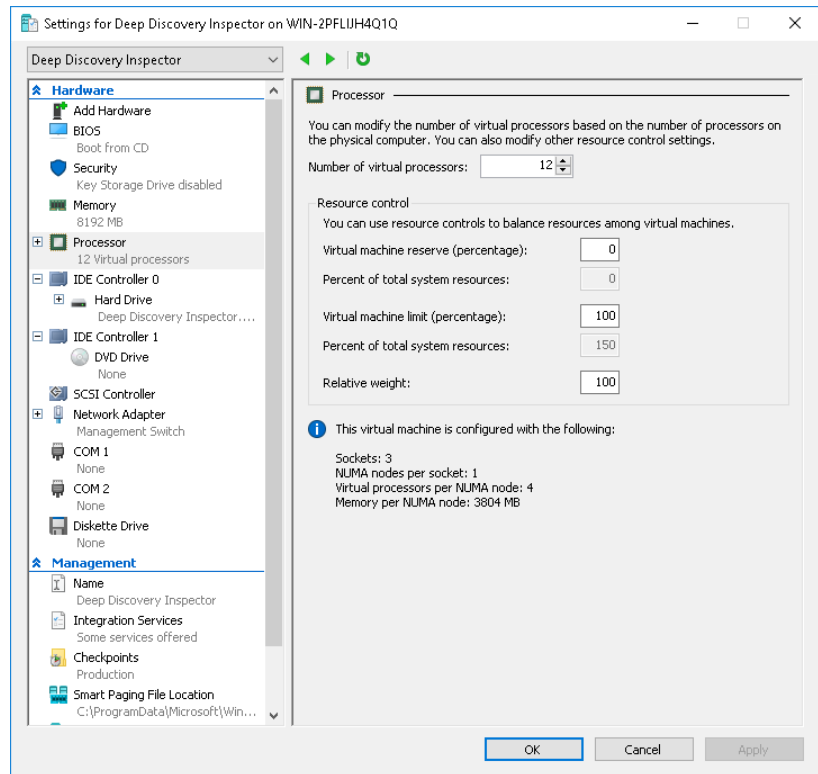 Settings for Deep Discovery Inspector on WIN-2PFLIJH4Q1Q
Deep Discovery Inspector
Hardware
Add Hardware
BIOS
Boot from CD
Security
Key Storage Drive disabled
Memory
8192 MB
Processor
12 Virtual processors
IDE Controller 0
Hard Drive
Deep Discovery Inspector....
IDE Controller 1
DVD Drive
None
SCSI Controller
Network Adapter
Management Switch
COM 1
None
COM 2
None
Diskette Drive
None
Management
Name
Deep Discovery Inspector
Integration Services
Some services offered
Checkpoints
Production
Smart Paging File Location
C:\ProgramData\Microsoft\Win...
Processor
You can modify the number of virtual processors based on the number of processors on
the physical computer. You can also modify other resource control settings.
Number of virtual processors: 12
Resource control
You can use resource controls to balance resources among virtual machines.
Virtual machine reserve (percentage): 0
Percent of total system resources: 0
Virtual machine limit (percentage): 100
Percent of total system resources: 150
Relative weight: 100
This virtual machine is configured with the following:
Sockets: 3
NUMA nodes per socket: 1
Virtual processors per NUMA node: 4
Memory per NUMA node: 3804 MB
OK Cancel Apply